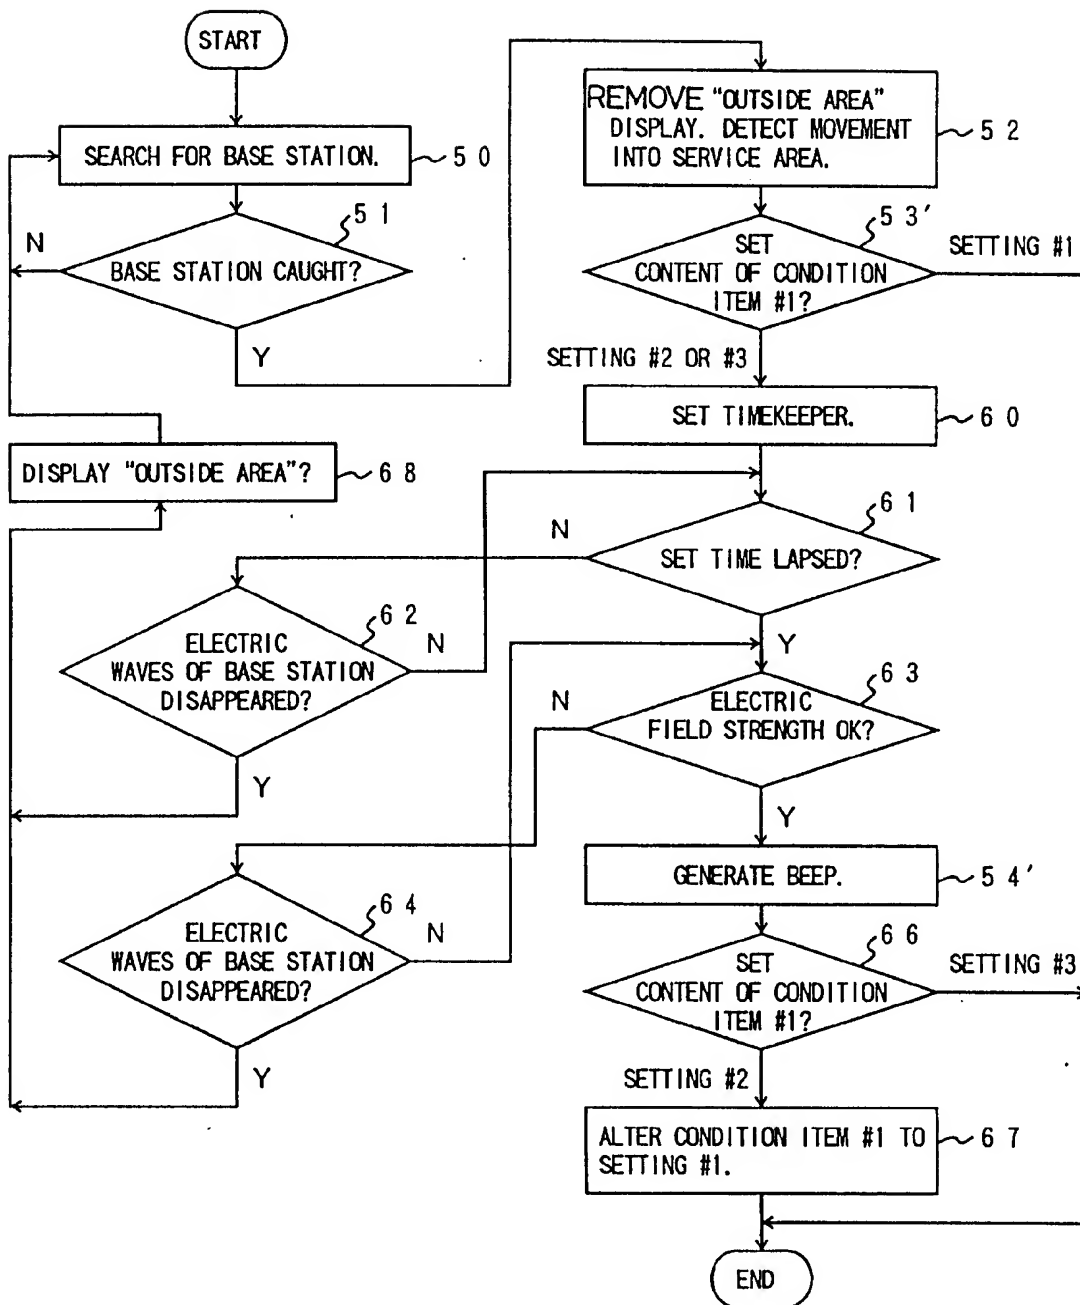 START
SEARCH FOR BASE STATION.
50
51
N
BASE STATION CAUGHT?
Y
REMOVE "OUTSIDE AREA"
DISPLAY. DETECT MOVEMENT
INTO SERVICE AREA.
52
53'
SET
CONTENT OF CONDITION
ITEM #1?
SETTING #1
SETTING #2 OR #3
SET TIMEKEEPER.
60
DISPLAY "OUTSIDE AREA"?
68
61
N
SET TIME LAPSED?
Y
62
ELECTRIC
WAVES OF BASE STATION
DISAPPEARED?
N
Y
63
N
ELECTRIC
FIELD STRENGTH OK?
Y
64
ELECTRIC
WAVES OF BASE STATION
DISAPPEARED?
N
Y
GENERATE BEEP.
54'
66
SET
CONTENT OF CONDITION
ITEM #1?
SETTING #3
SETTING #2
ALTER CONDITION ITEM #1 TO
SETTING #1.
67
END